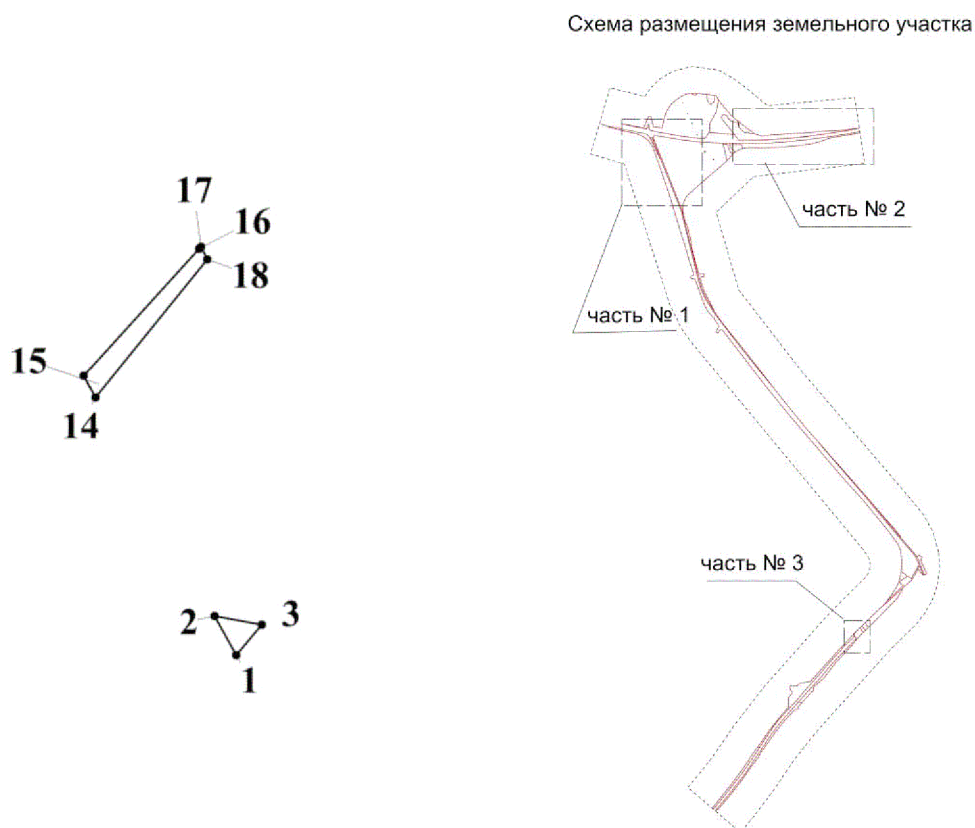 Схема размещения земельного участка
17
16
18
15
14
2
3
1
часть № 2
часть № 1
часть № 3